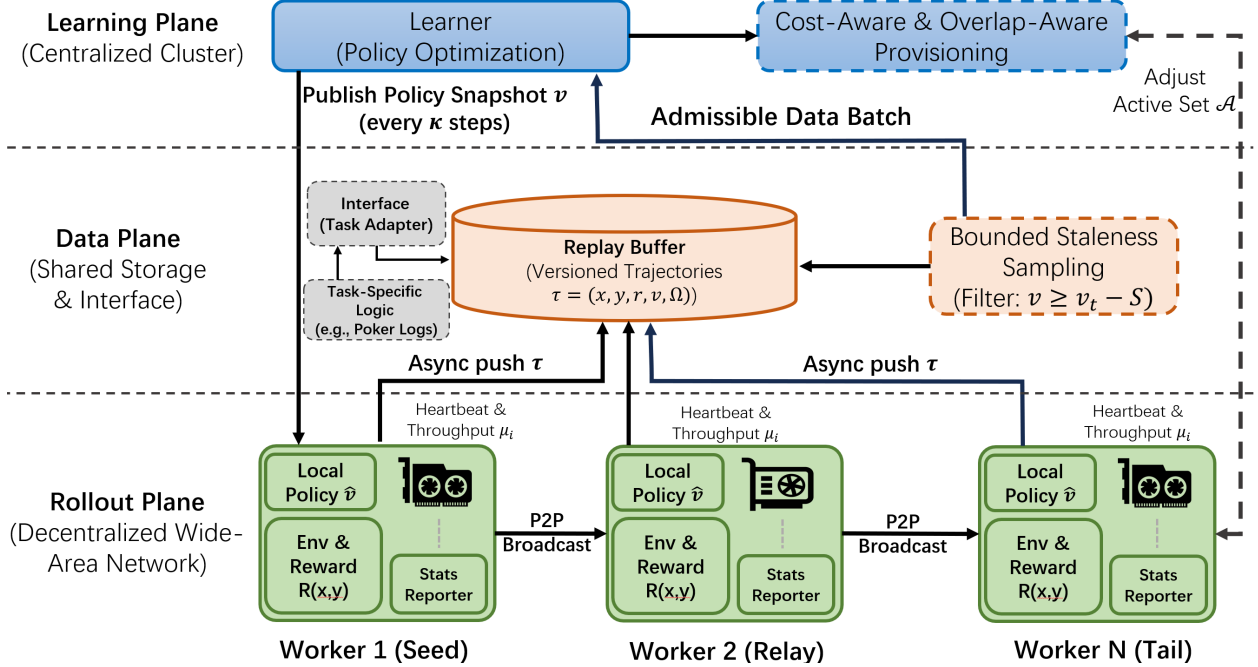 Learning Plane
(Centralized Cluster)
Learner
(Policy Optimization)
Cost-Aware & Overlap-Aware
Provisioning
Adjust
Active Set 𝒜
Publish Policy Snapshot v
(every κ steps)
Admissible Data Batch
Data Plane
(Shared Storage
& Interface)
Interface
(Task Adapter)
Task-Specific
Logic
(e.g., Poker Logs)
Replay Buffer
(Versioned Trajectories
τ = (x, y, r, v, Ω))
Bounded Staleness
Sampling
(Filter: v ≥ vₜ − S)
Async push τ
Async push τ
Rollout Plane
(Decentralized Wide-
Area Network)
Heartbeat &
Throughput μᵢ
Local
Policy v̂
Env &
Reward
R(x,y)
Stats
Reporter
Worker 1 (Seed)
P2P
Broadcast
Heartbeat &
Throughput μᵢ
Local
Policy v̂
Env &
Reward
R(x,y)
Stats
Reporter
Worker 2 (Relay)
P2P
Broadcast
Heartbeat &
Throughput μᵢ
Local
Policy v̂
Env &
Reward
R(x,y)
Stats
Reporter
Worker N (Tail)